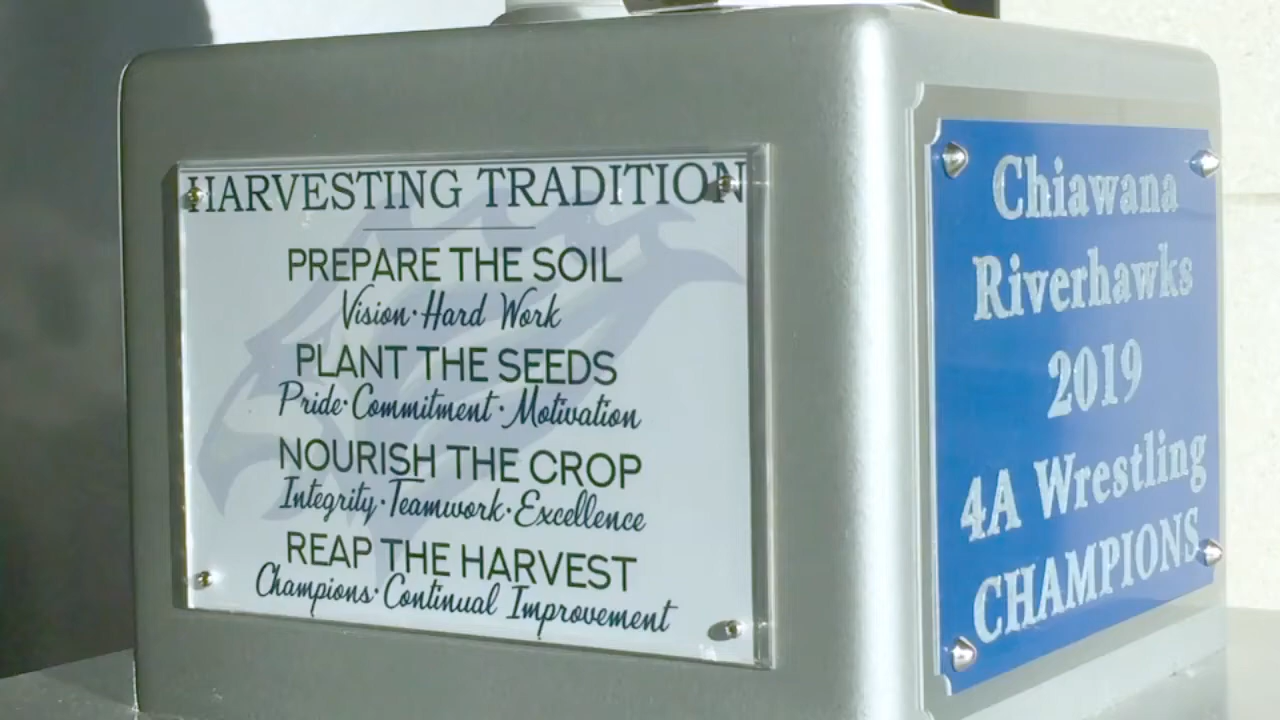 HARVESTING TRADITION
PREPARE THE SOIL
Vision·Hard Work
PLANT THE SEEDS
Pride·Commitment·Motivation
NOURISH THE CROP
Integrity·Teamwork·Excellence
REAP THE HARVEST
Champions·Continual Improvement
Chiawana
Riverhawks
2019
4A Wrestling
CHAMPIONS